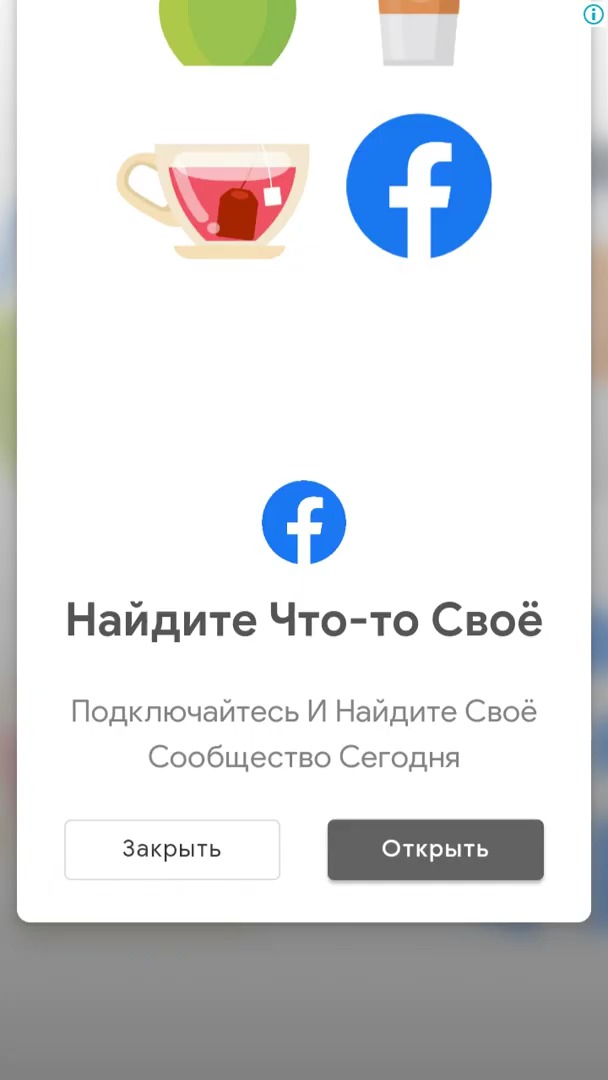 Найдите Что-то Своё
Подключайтесь И Найдите Своё
Сообщество Сегодня
Закрыть
Открыть